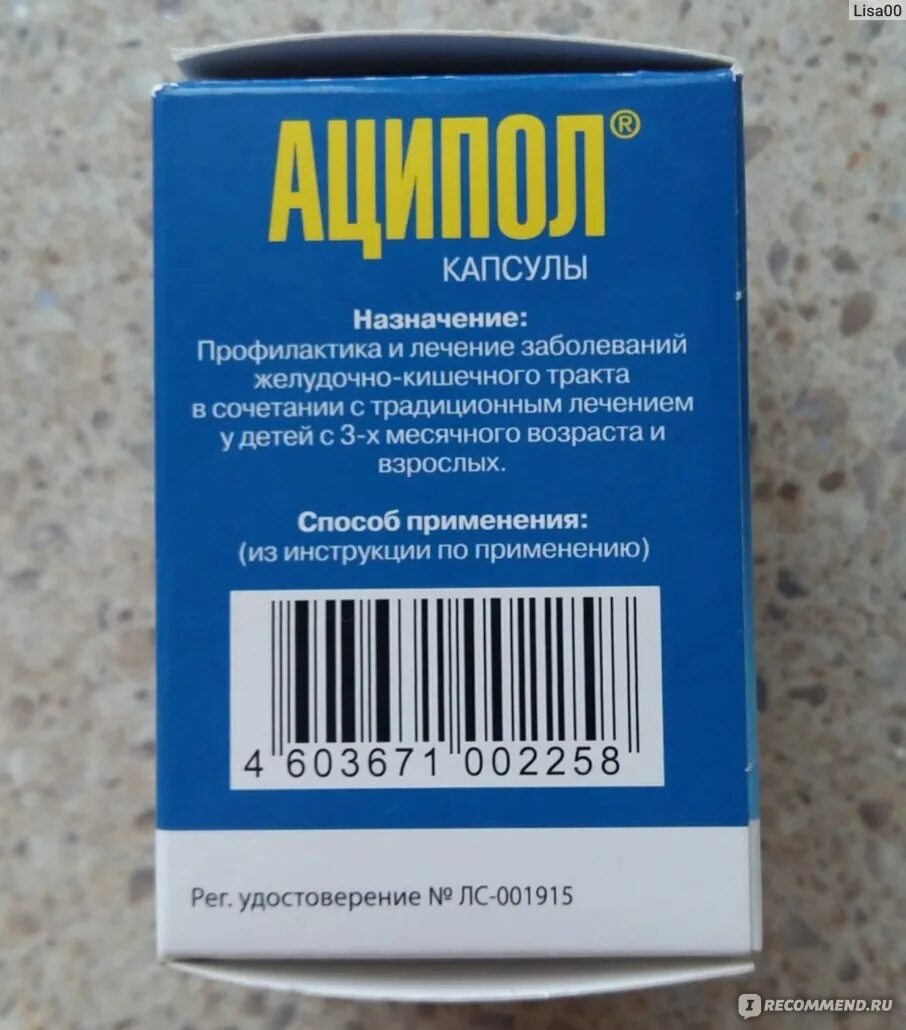 Lisa00
АЦИПОЛ®
КАПСУЛЫ
Назначение:
Профилактика и лечение заболеваний
желудочно-кишечного тракта
в сочетании с традиционным лечением
у детей с 3-х месячного возраста и
взрослых.
Способ применения:
(из инструкции по применению)
4 603671 002258
Рег. удостоверение № ЛС-001915
IRECOMMEND.RU